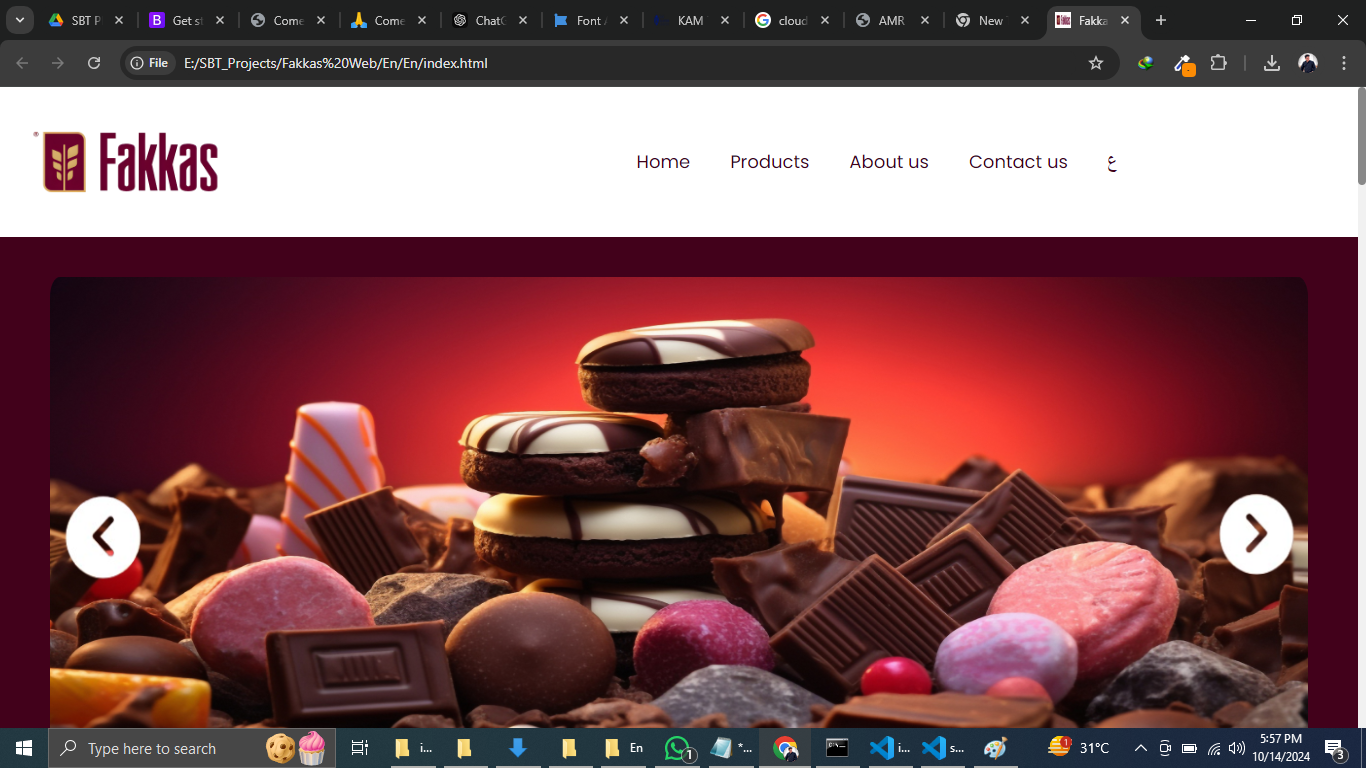 SBT P
Get st
Come
Come
ChatG
Font A
KAM
cloud
AMR
New
Fakka
File
E:/SBT_Projects/Fakkas%20Web/En/En/index.html
Fakkas
Home
Products
About us
Contact us
ع
Type here to search
i...
En
1
*...
i...
s...
1
31°C
5:57 PM
10/14/2024
3